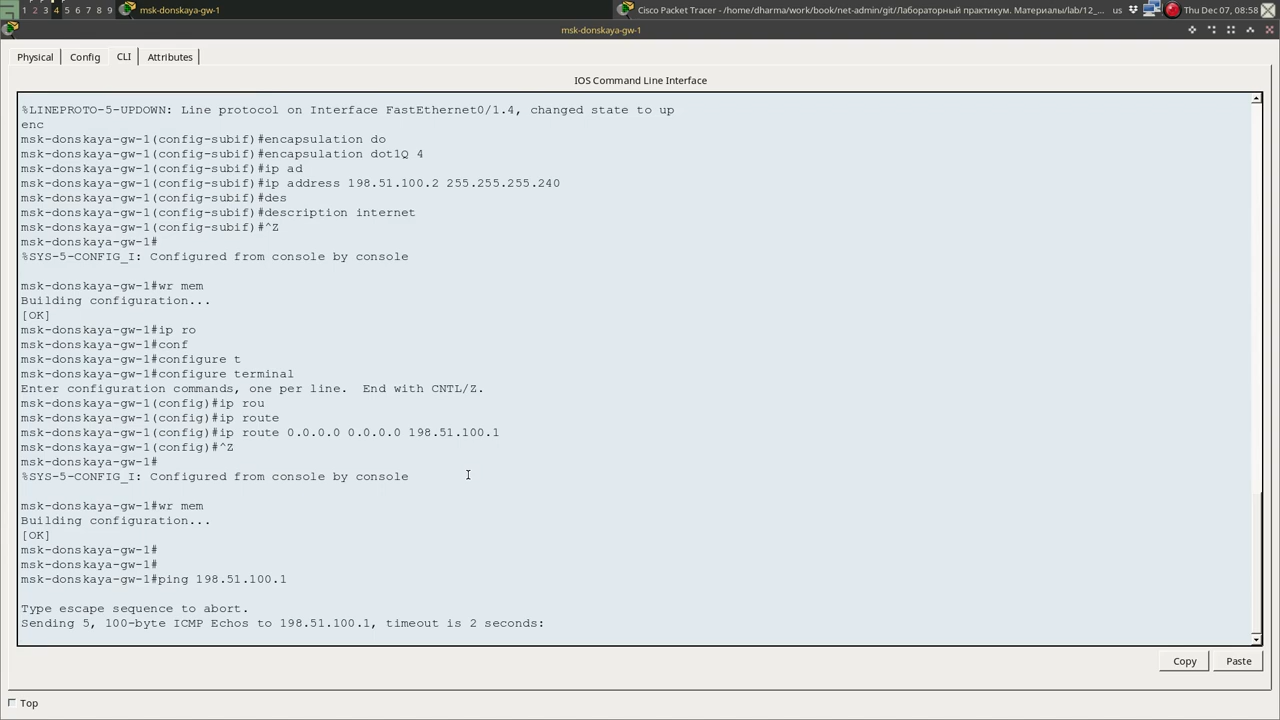 1 2 3 4 5 6 7 8 9 msk-donskaya-gw-1 Cisco Packet Tracer - /home/dharma/work/book/net-admin/git/Лабораторный практикум. Материалы/lab/12_... us Thu Dec 07, 08:58
msk-donskaya-gw-1
Physical Config CLI Attributes
IOS Command Line Interface
%LINEPROTO-5-UPDOWN: Line protocol on Interface FastEthernet0/1.4, changed state to up
enc
msk-donskaya-gw-1(config-subif)#encapsulation do
msk-donskaya-gw-1(config-subif)#encapsulation dot1Q 4
msk-donskaya-gw-1(config-subif)#ip ad
msk-donskaya-gw-1(config-subif)#ip address 198.51.100.2 255.255.255.240
msk-donskaya-gw-1(config-subif)#des
msk-donskaya-gw-1(config-subif)#description internet
msk-donskaya-gw-1(config-subif)#^Z
msk-donskaya-gw-1#
%SYS-5-CONFIG_I: Configured from console by console
msk-donskaya-gw-1#wr mem
Building configuration...
[OK]
msk-donskaya-gw-1#ip ro
msk-donskaya-gw-1#conf
msk-donskaya-gw-1#configure t
msk-donskaya-gw-1#configure terminal
Enter configuration commands, one per line.  End with CNTL/Z.
msk-donskaya-gw-1(config)#ip rou
msk-donskaya-gw-1(config)#ip route
msk-donskaya-gw-1(config)#ip route 0.0.0.0 0.0.0.0 198.51.100.1
msk-donskaya-gw-1(config)#^Z
msk-donskaya-gw-1#
%SYS-5-CONFIG_I: Configured from console by console
msk-donskaya-gw-1#wr mem
Building configuration...
[OK]
msk-donskaya-gw-1#
msk-donskaya-gw-1#
msk-donskaya-gw-1#ping 198.51.100.1
Type escape sequence to abort.
Sending 5, 100-byte ICMP Echos to 198.51.100.1, timeout is 2 seconds:
Copy Paste
Top